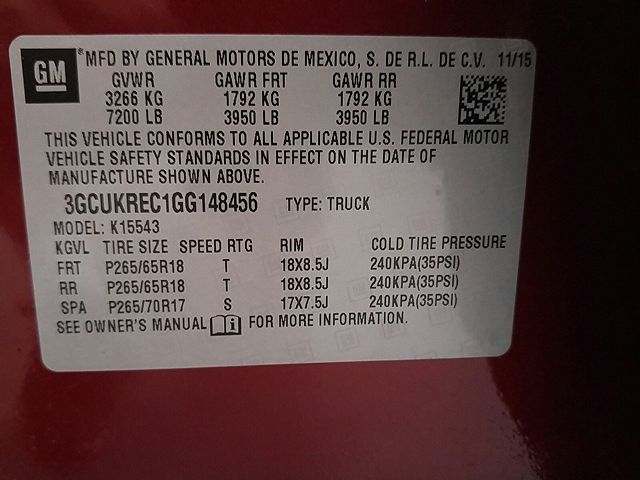 GM ® MFD BY GENERAL MOTORS DE MEXICO, S. DE R.L. DE C.V. 11/15
GVWR GAWR FRT GAWR RR
3266 KG 1792 KG 1792 KG
7200 LB 3950 LB 3950 LB
THIS VEHICLE CONFORMS TO ALL APPLICABLE U.S. FEDERAL MOTOR
VEHICLE SAFETY STANDARDS IN EFFECT ON THE DATE OF
MANUFACTURE SHOWN ABOVE.
3GCUKREC1GG148456 TYPE: TRUCK
MODEL: K15543
KGVL TIRE SIZE SPEED RTG RIM COLD TIRE PRESSURE
FRT P265/65R18 T 18X8.5J 240KPA(35PSI)
RR P265/65R18 T 18X8.5J 240KPA(35PSI)
SPA P265/70R17 S 17X7.5J 240KPA(35PSI)
SEE OWNER'S MANUAL FOR MORE INFORMATION.